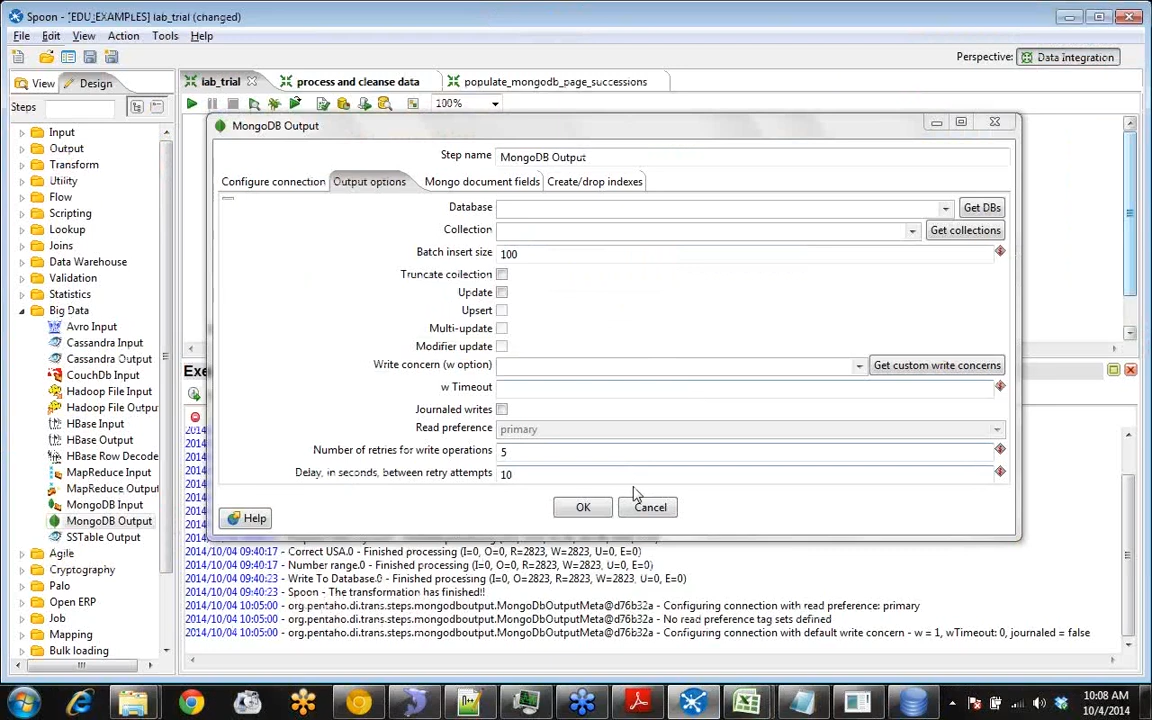 Spoon - [EDU_EXAMPLES] lab_trial (changed)
File Edit View Action Tools Help
Perspective: Data Integration
View Design
lab_trial process and cleanse data populate_mongodb_page_successions
Steps
100%
Input
Output
Transform
Utility
Flow
Scripting
Lookup
Joins
Data Warehouse
Validation
Statistics
Big Data
Avro Input
Cassandra Input
Cassandra Output
CouchDb Input
Hadoop File Input
Hadoop File Output
HBase Input
HBase Output
HBase Row Decode
MapReduce Input
MapReduce Output
MongoDB Input
MongoDB Output
SSTable Output
Agile
Cryptography
Palo
Open ERP
Job
Mapping
Bulk loading
MongoDB Output
Step name MongoDB Output
Configure connection Output options Mongo document fields Create/drop indexes
Database Get DBs
Collection Get collections
Batch insert size 100
Truncate collection
Update
Upsert
Multi-update
Modifier update
Write concern (w option) Get custom write concerns
w Timeout
Journaled writes
Read preference primary
Number of retries for write operations 5
Delay, in seconds, between retry attempts 10
Help OK Cancel
Exe
2014/10/04 09:40:17 - Correct USA.0 - Finished processing (I=0, O=0, R=2823, W=2823, U=0, E=0)
2014/10/04 09:40:17 - Number range.0 - Finished processing (I=0, O=0, R=2823, W=2823, U=0, E=0)
2014/10/04 09:40:23 - Write To Database.0 - Finished processing (I=0, O=2823, R=2823, W=2823, U=0, E=0)
2014/10/04 09:40:23 - Spoon - The transformation has finished!!
2014/10/04 10:05:00 - org.pentaho.di.trans.steps.mongodboutput.MongoDbOutputMeta@d76b32a - Configuring connection with read preference: primary
2014/10/04 10:05:00 - org.pentaho.di.trans.steps.mongodboutput.MongoDbOutputMeta@d76b32a - No read preference tag sets defined
2014/10/04 10:05:00 - org.pentaho.di.trans.steps.mongodboutput.MongoDbOutputMeta@d76b32a - Configuring connection with default write concern - w = 1, wTimeout: 0, journaled = false
10:08 AM
10/4/2014